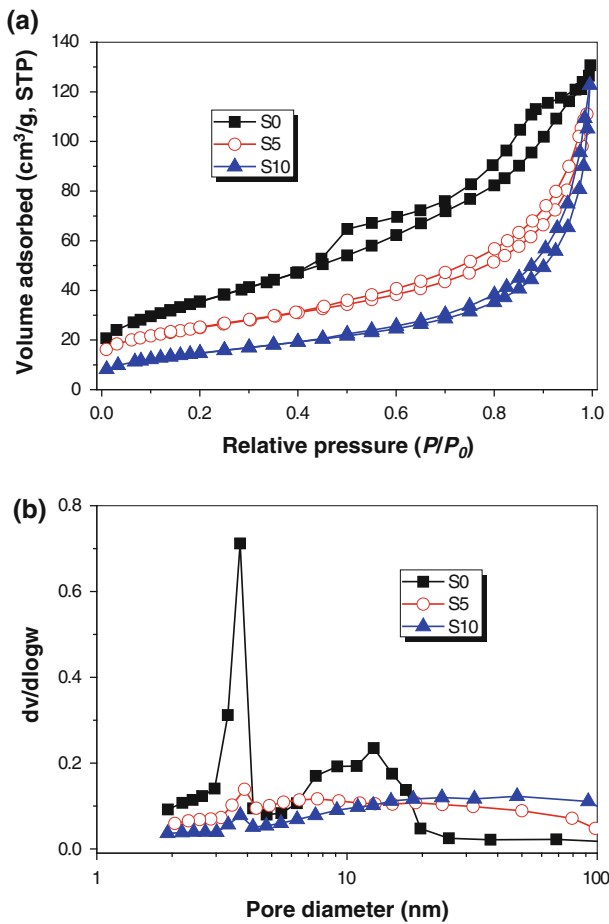 (a)
140
120
100
80
60
40
20
0
Volume adsorbed (cm³/g, STP)
S0
S5
S10
0.0 0.2 0.4 0.6 0.8 1.0
Relative pressure (P/P₀)
(b)
0.8
0.6
0.4
0.2
0.0
dv/dlogw
S0
S5
S10
1 10 100
Pore diameter (nm)